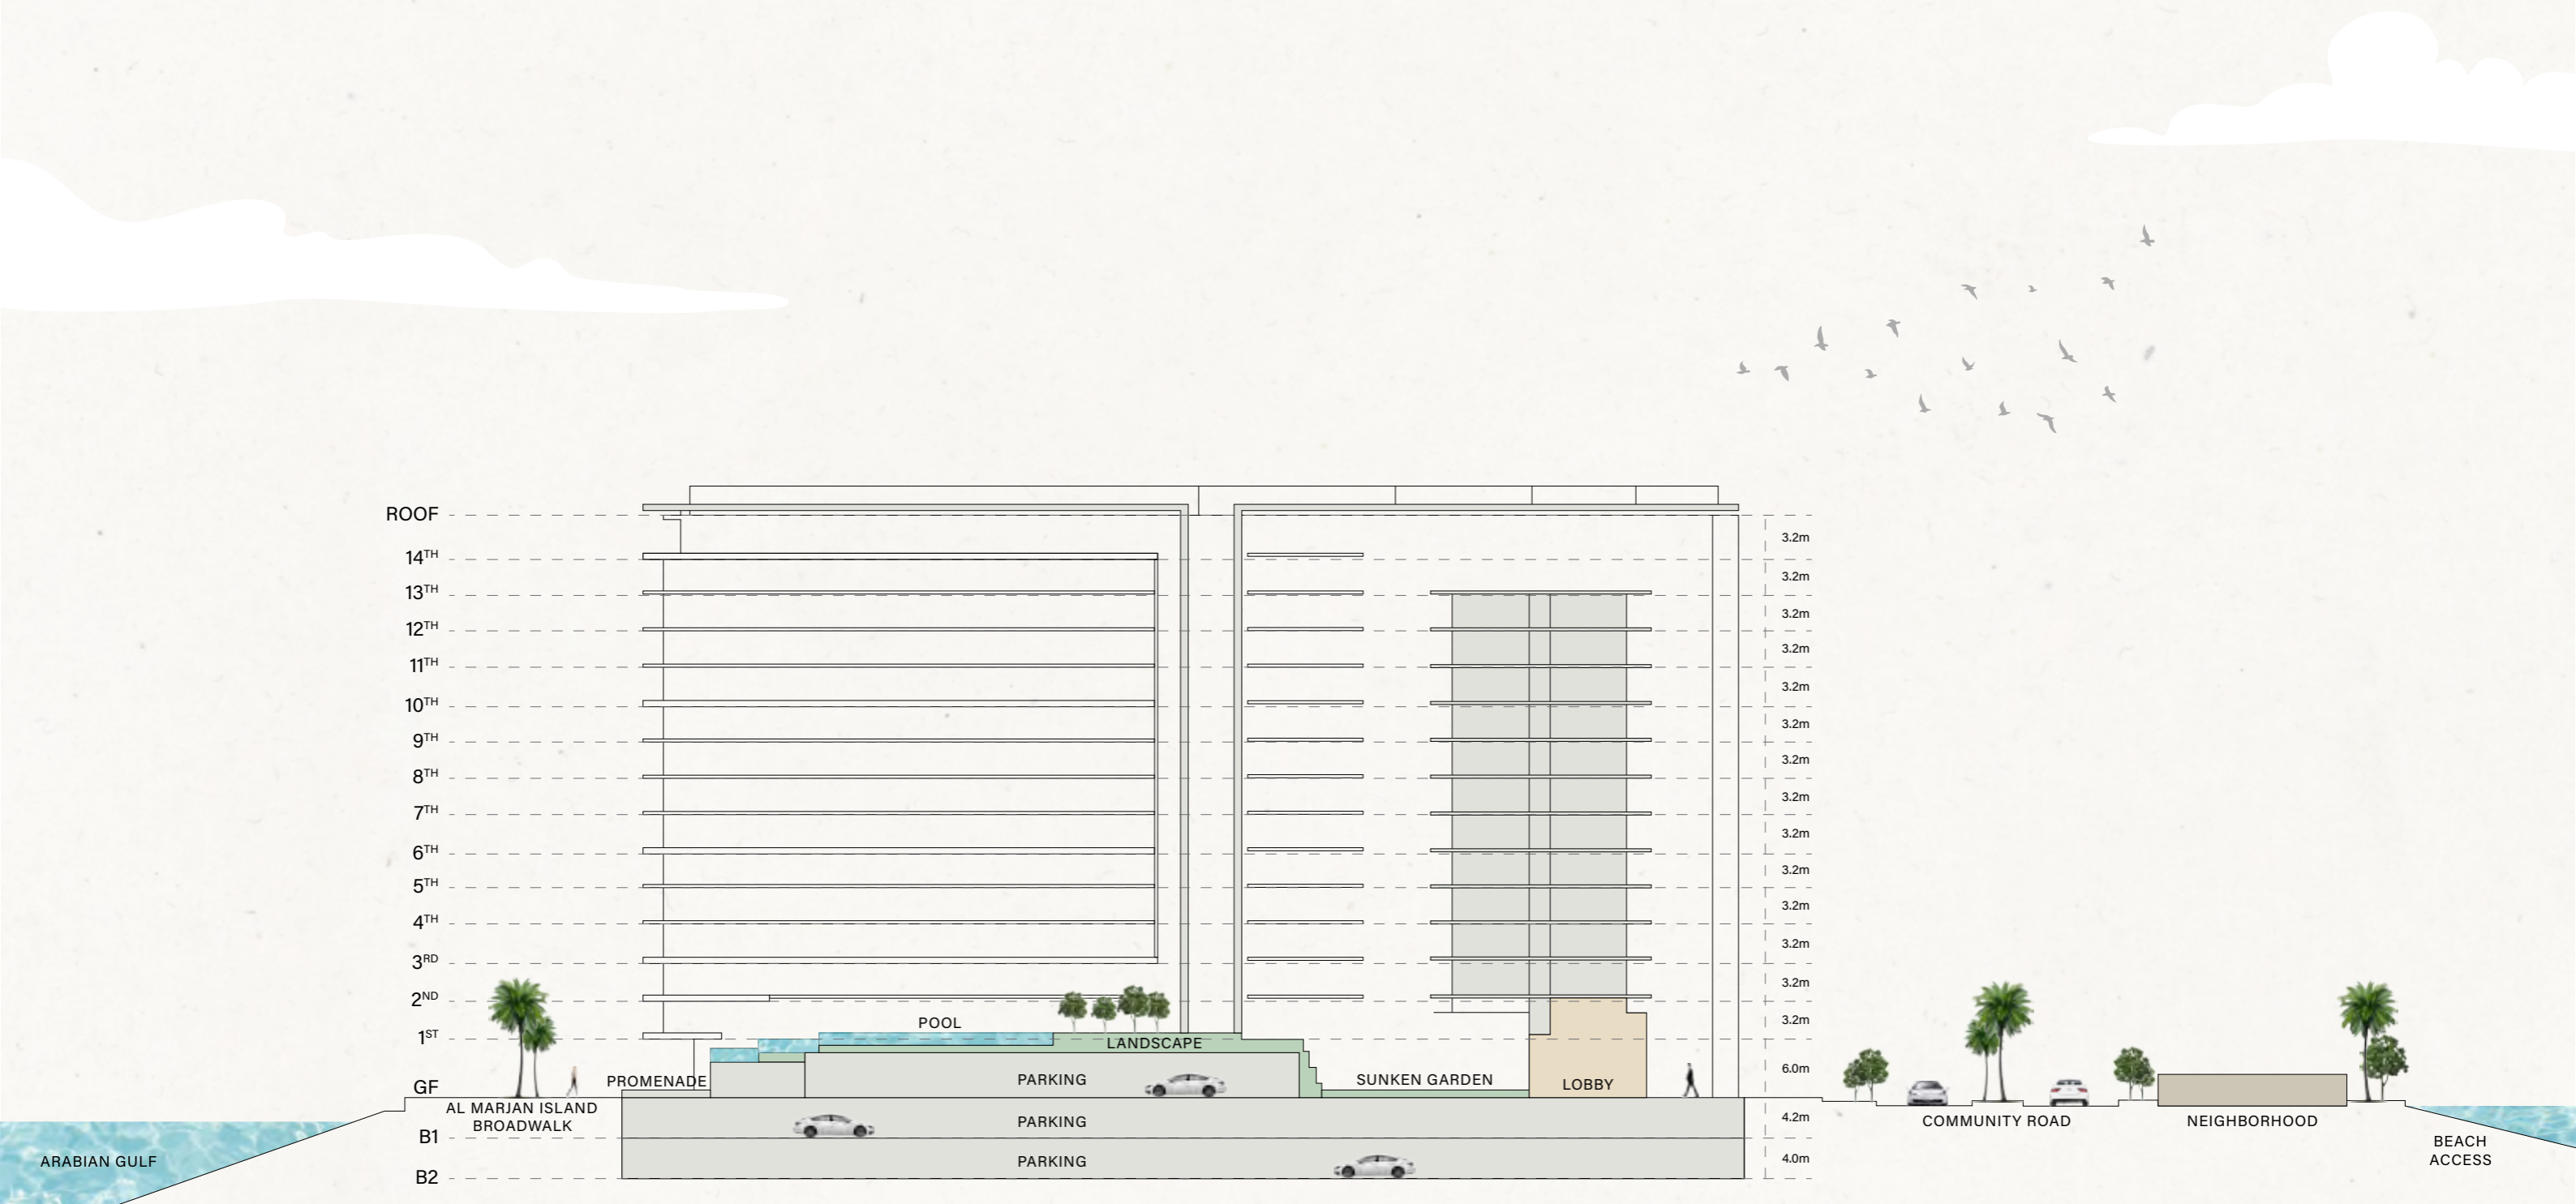 ROOF
3.2m
14TH
3.2m
13TH
3.2m
12TH
3.2m
11TH
3.2m
10TH
3.2m
9TH
3.2m
8TH
3.2m
7TH
3.2m
6TH
3.2m
5TH
3.2m
4TH
3.2m
3RD
3.2m
2ND
3.2m
POOL
1ST
LANDSCAPE
6.0m
GF
PROMENADE
PARKING
SUNKEN GARDEN
LOBBY
AL MARJAN ISLAND
BROADWALK
PARKING
4.2m
COMMUNITY ROAD
NEIGHBORHOOD
B1
ARABIAN GULF
PARKING
4.0m
BEACH
ACCESS
B2